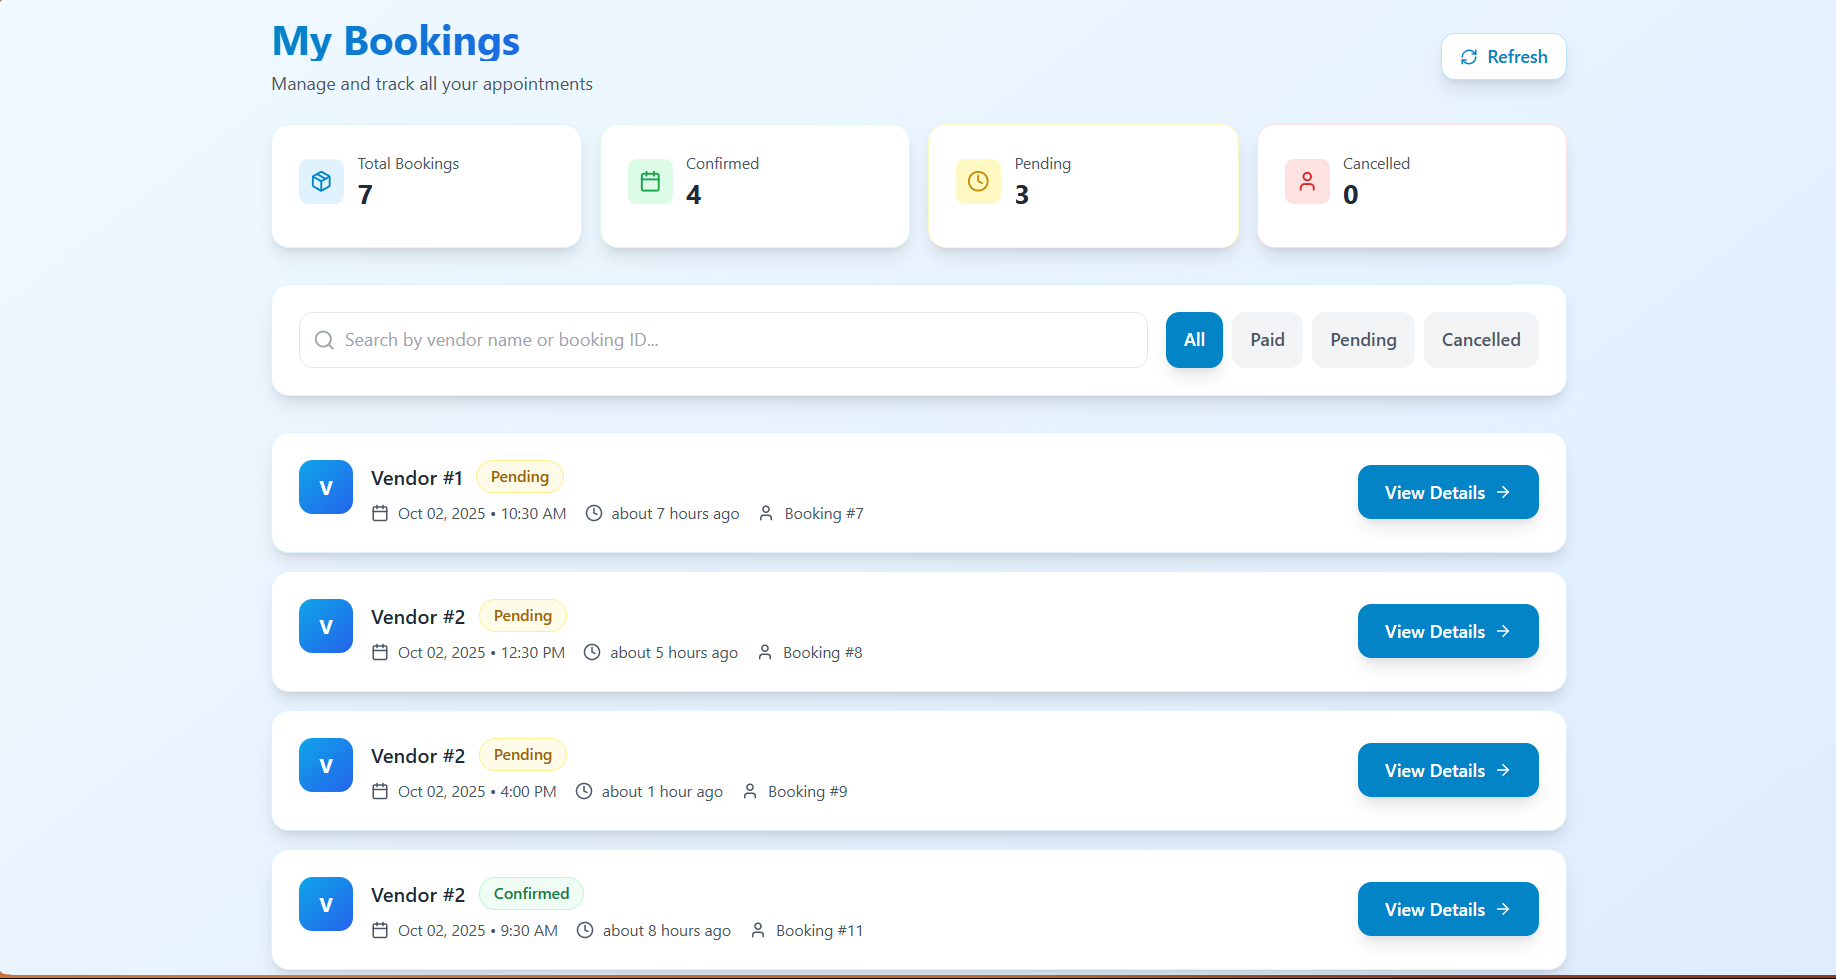 My Bookings
Manage and track all your appointments
Refresh
Total Bookings
7
Confirmed
4
Pending
3
Cancelled
0
Search by vendor name or booking ID...
All Paid Pending Cancelled
V
Vendor #1 Pending
Oct 02, 2025 • 10:30 AM about 7 hours ago Booking #7
View Details
V
Vendor #2 Pending
Oct 02, 2025 • 12:30 PM about 5 hours ago Booking #8
View Details
V
Vendor #2 Pending
Oct 02, 2025 • 4:00 PM about 1 hour ago Booking #9
View Details
V
Vendor #2 Confirmed
Oct 02, 2025 • 9:30 AM about 8 hours ago Booking #11
View Details